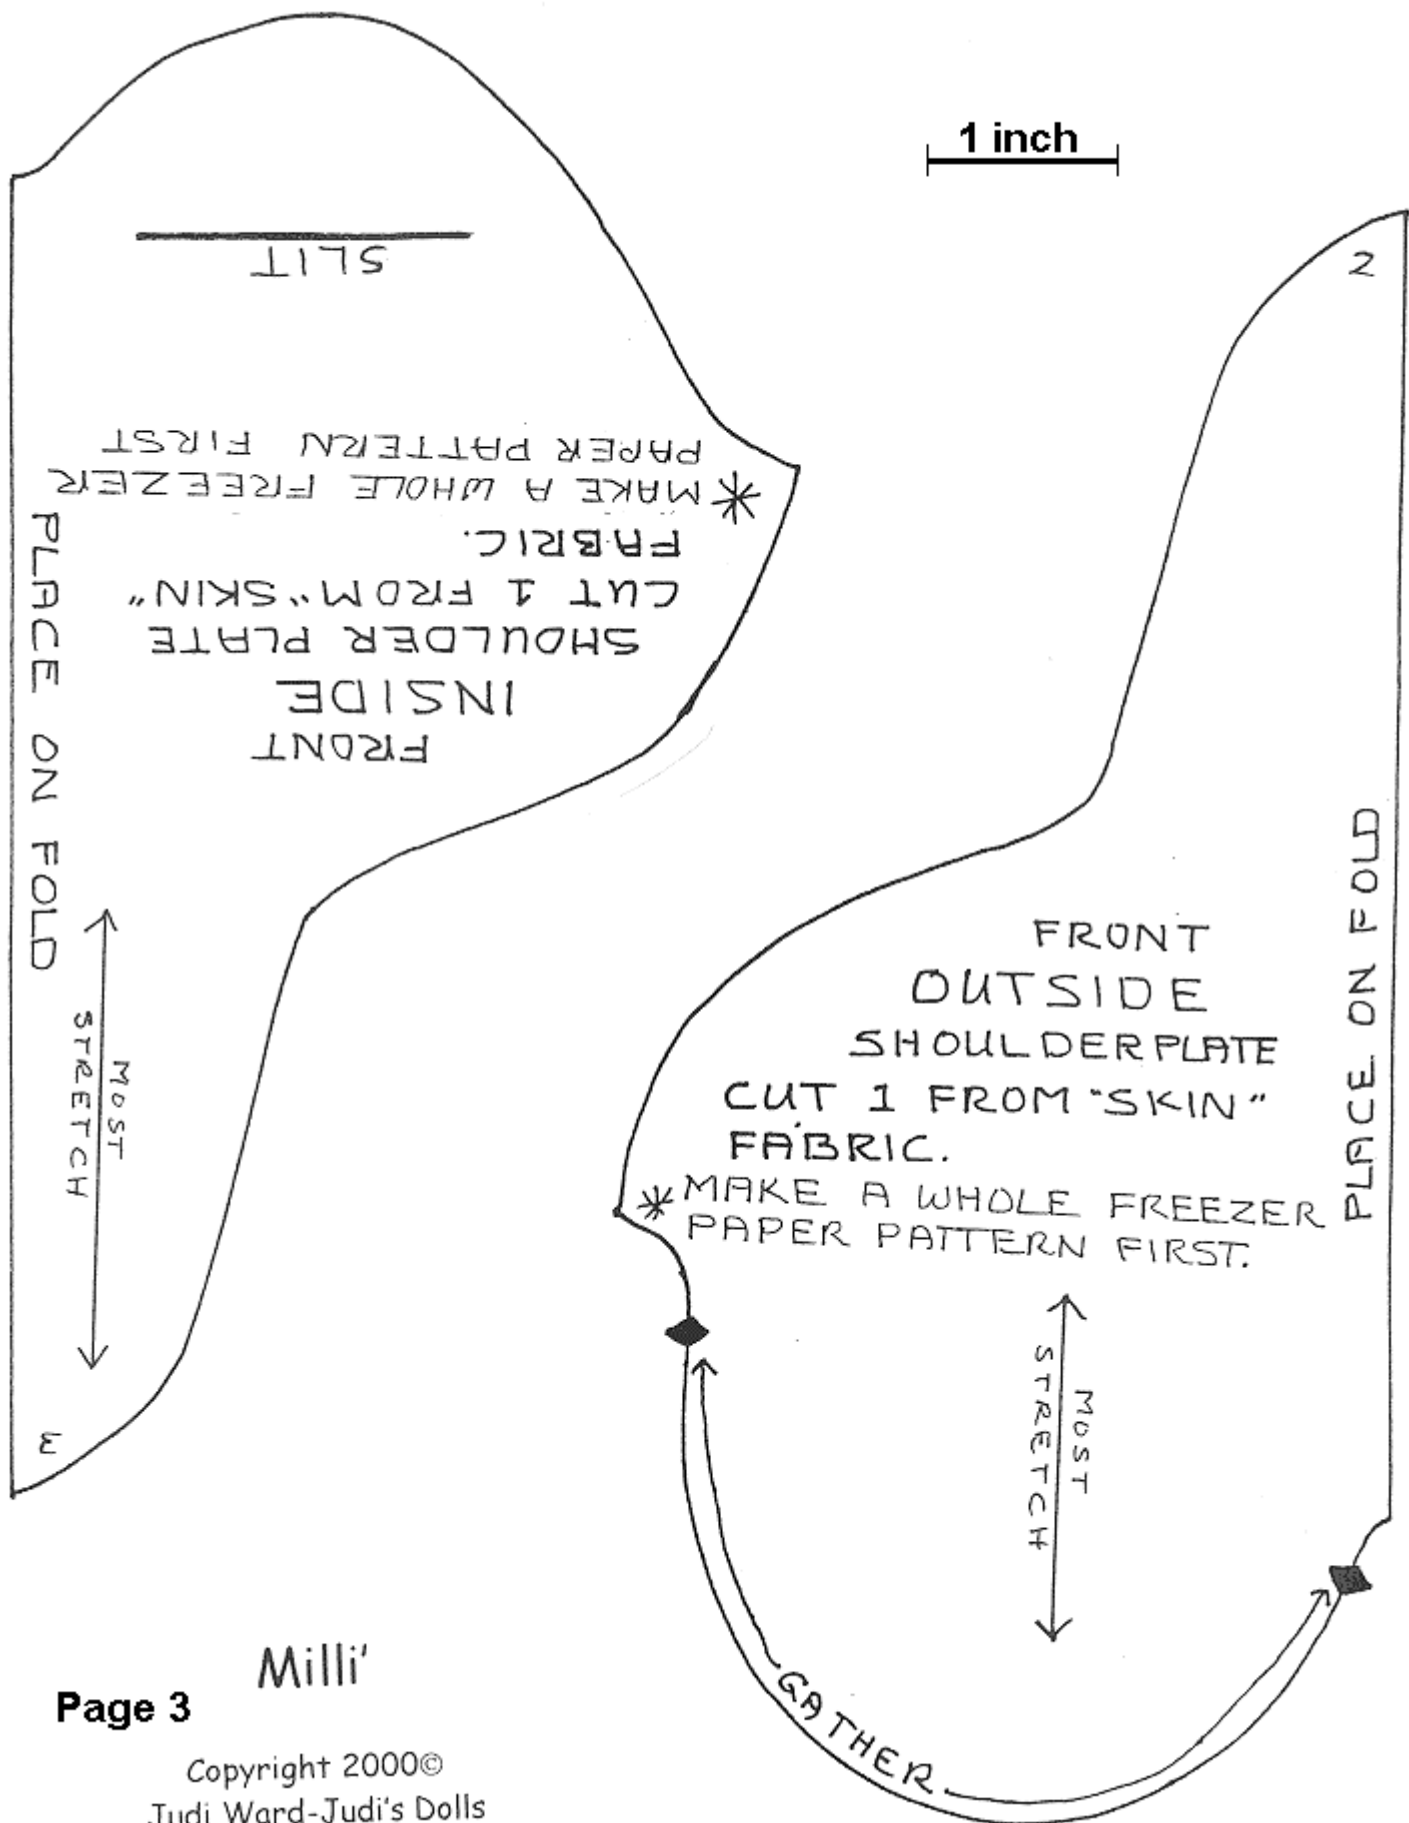 1 inch
SLIT
3
FRONT
INSIDE
SHOULDER PLATE
CUT 1 FROM "SKIN"
FABRIC.
* MAKE A WHOLE FREEZER
PAPER PATTERN FIRST
PLACE ON FOLD
MOST
STRETCH
2
FRONT
OUTSIDE
SHOULDERPLATE
CUT 1 FROM "SKIN"
FABRIC.
* MAKE A WHOLE FREEZER
PAPER PATTERN FIRST.
PLACE ON FOLD
MOST
STRETCH
GATHER
Milli'
Page 3
Copyright 2000©
Judi Ward-Judi's Dolls